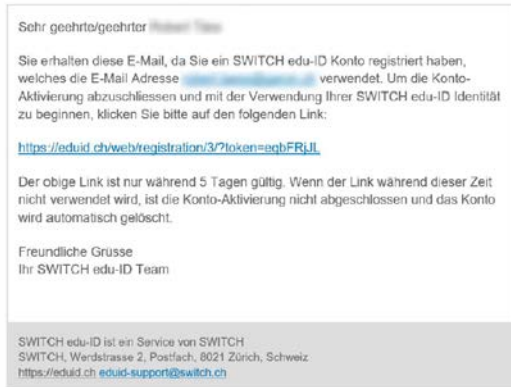 Sehr geehrte/geehrter
Sie erhalten diese E-Mail, da Sie ein SWITCH edu-ID Konto registriert haben,
welches die E-Mail Adresse verwendet. Um die Konto-
Aktivierung abzuschliessen und mit der Verwendung Ihrer SWITCH edu-ID Identität
zu beginnen, klicken Sie bitte auf den folgenden Link:
https://eduid.ch/web/registration/3/?token=eqbFRjJL
Der obige Link ist nur während 5 Tagen gültig. Wenn der Link während dieser Zeit
nicht verwendet wird, ist die Konto-Aktivierung nicht abgeschlossen und das Konto
wird automatisch gelöscht.
Freundliche Grüsse
Ihr SWITCH edu-ID Team
SWITCH edu-ID ist ein Service von SWITCH
SWITCH, Werdstrasse 2, Postfach, 8021 Zürich, Schweiz
https://eduid.ch eduid-support@switch.ch